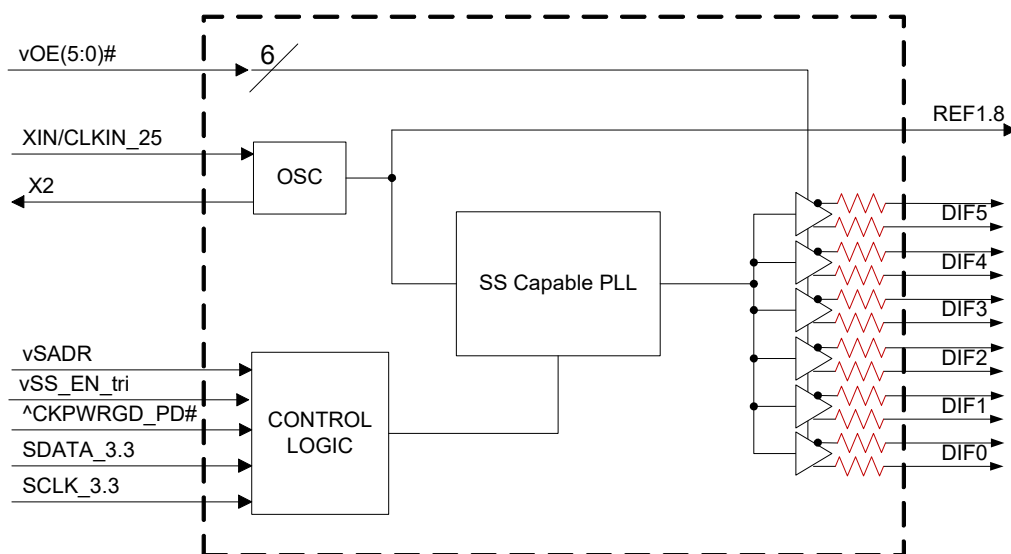 vOE(5:0)#
6
REF1.8
XIN/CLKIN_25
OSC
X2
DIF5
SS Capable PLL
DIF4
DIF3
vSADR
DIF2
vSS_EN_tri
^CKPWRGD_PD#
CONTROL
LOGIC
DIF1
SDATA_3.3
DIF0
SCLK_3.3